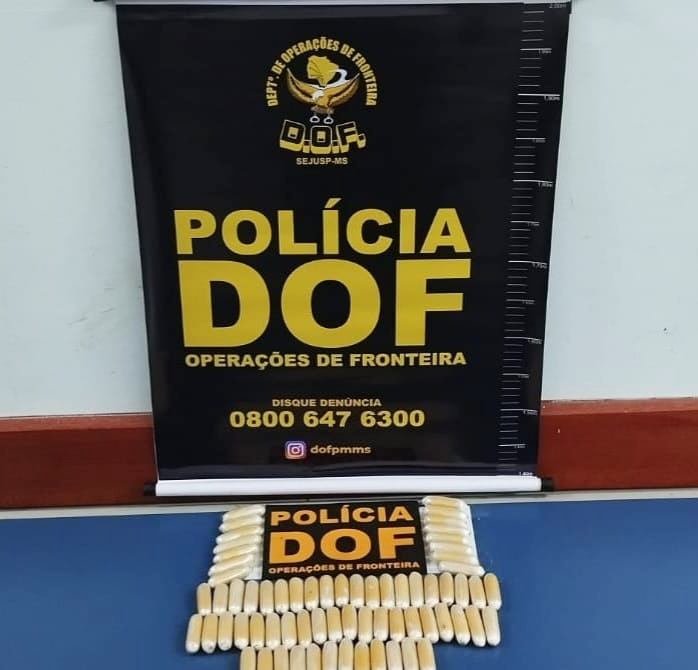 DEPTº. DE OPERAÇÕES DE FRONTEIRA
D.O.F.
SEJUSP-MS
POLÍCIA
DOF
OPERAÇÕES DE FRONTEIRA
DISQUE DENÚNCIA
0800 647 6300
dofpmms
POLÍCIA
DOF
OPERAÇÕES DE FRONTEIRA